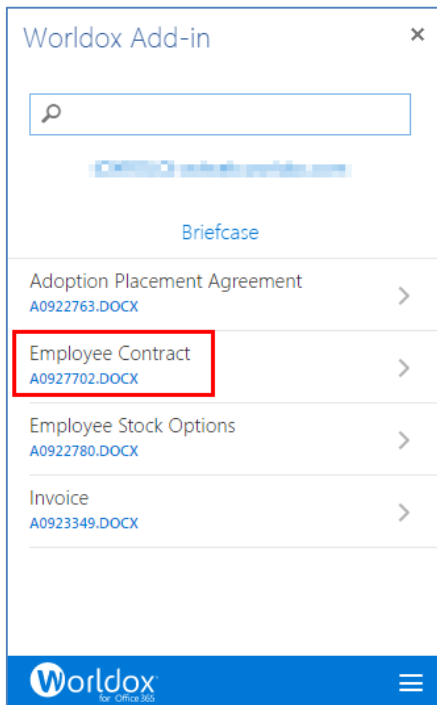 Worldox Add-in
Briefcase
Adoption Placement Agreement
A0922763.DOCX
Employee Contract
A0927702.DOCX
Employee Stock Options
A0922780.DOCX
Invoice
A0923349.DOCX
Worldox
for Office 365